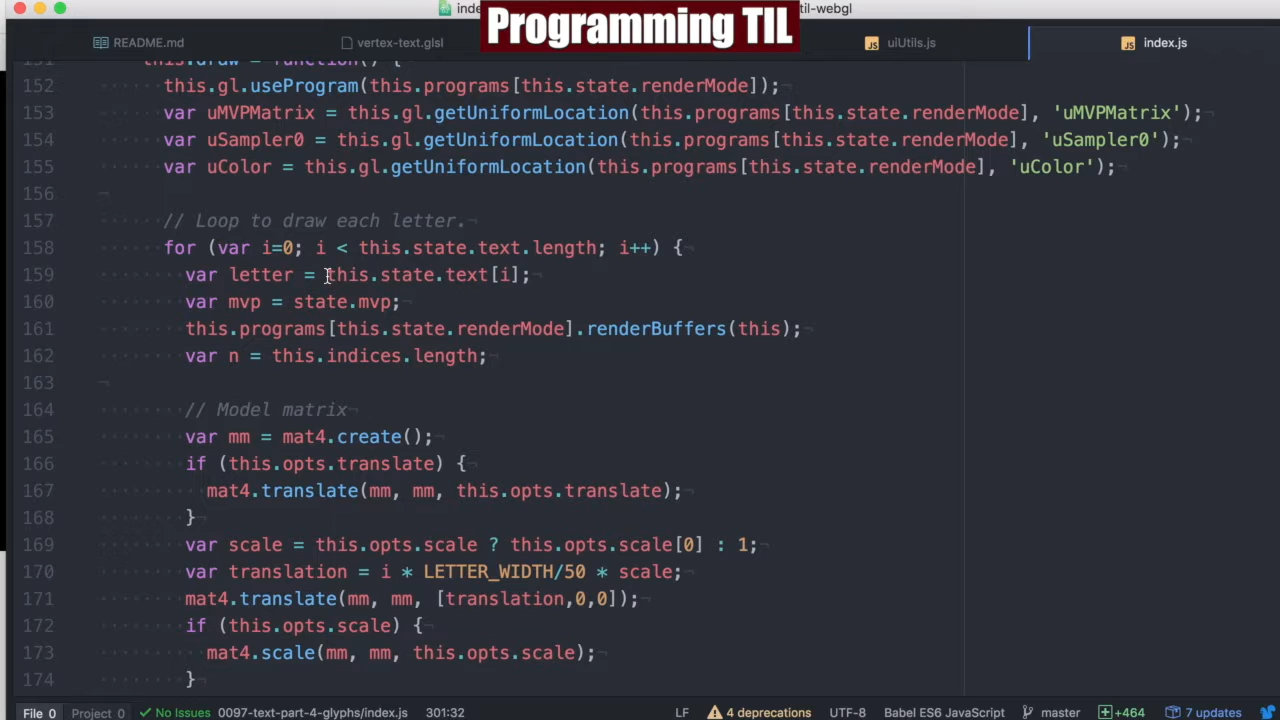 Programming TIL
til-webgl
README.md
vertex-text.glsl
uiUtils.js
index.js
152 this.gl.useProgram(this.programs[this.state.renderMode]);
153 var uMVPMatrix = this.gl.getUniformLocation(this.programs[this.state.renderMode], 'uMVPMatrix');
154 var uSampler0 = this.gl.getUniformLocation(this.programs[this.state.renderMode], 'uSampler0');
155 var uColor = this.gl.getUniformLocation(this.programs[this.state.renderMode], 'uColor');
156
157 // Loop to draw each letter.
158 for (var i=0; i < this.state.text.length; i++) {
159 var letter = this.state.text[i];
160 var mvp = state.mvp;
161 this.programs[this.state.renderMode].renderBuffers(this);
162 var n = this.indices.length;
163
164 // Model matrix
165 var mm = mat4.create();
166 if (this.opts.translate) {
167 mat4.translate(mm, mm, this.opts.translate);
168 }
169 var scale = this.opts.scale ? this.opts.scale[0] : 1;
170 var translation = i * LETTER_WIDTH/50 * scale;
171 mat4.translate(mm, mm, [translation,0,0]);
172 if (this.opts.scale) {
173 mat4.scale(mm, mm, this.opts.scale);
174 }
File 0 Project 0 No Issues 0097-text-part-4-glyphs/index.js 301:32 LF 4 deprecations UTF-8 Babel ES6 JavaScript master +464 7 updates